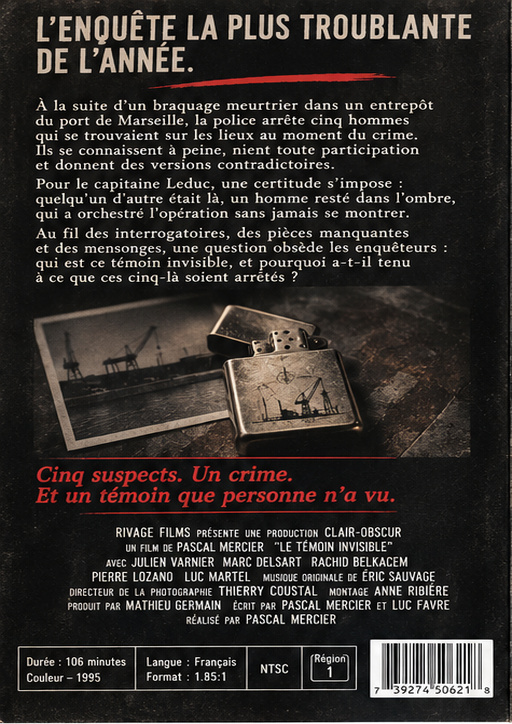 L'ENQUÊTE LA PLUS TROUBLANTE
DE L'ANNÉE.
À la suite d'un braquage meurtrier dans un entrepôt
du port de Marseille, la police arrête cinq hommes
qui se trouvaient sur les lieux au moment du crime.
Ils se connaissent à peine, nient toute participation
et donnent des versions contradictoires.
Pour le capitaine Leduc, une certitude s'impose :
quelqu'un d'autre était là, un homme resté dans l'ombre,
qui a orchestré l'opération sans jamais se montrer.
Au fil des interrogatoires, des pièces manquantes
et des mensonges, une question obsède les enquêteurs :
qui est ce témoin invisible, et pourquoi a-t-il tenu
à ce que ces cinq-là soient arrêtés ?
Cinq suspects. Un crime.
Et un témoin que personne n'a vu.
RIVAGE FILMS PRÉSENTE UNE PRODUCTION CLAIR-OBSCUR
UN FILM DE PASCAL MERCIER "LE TÉMOIN INVISIBLE"
AVEC JULIEN VARNIER MARC DELSART RACHID BELKACEM
PIERRE LOZANO LUC MARTEL MUSIQUE ORIGINALE DE ÉRIC SAUVAGE
DIRECTEUR DE LA PHOTOGRAPHIE THIERRY COUSTAL MONTAGE ANNE RIBIÈRE
PRODUIT PAR MATHIEU GERMAIN ÉCRIT PAR PASCAL MERCIER ET LUC FAVRE
RÉALISÉ PAR PASCAL MERCIER
Durée : 106 minutes
Couleur – 1995
Langue : Français
Format : 1.85:1
NTSC
Région
1
7 39274 50621 8